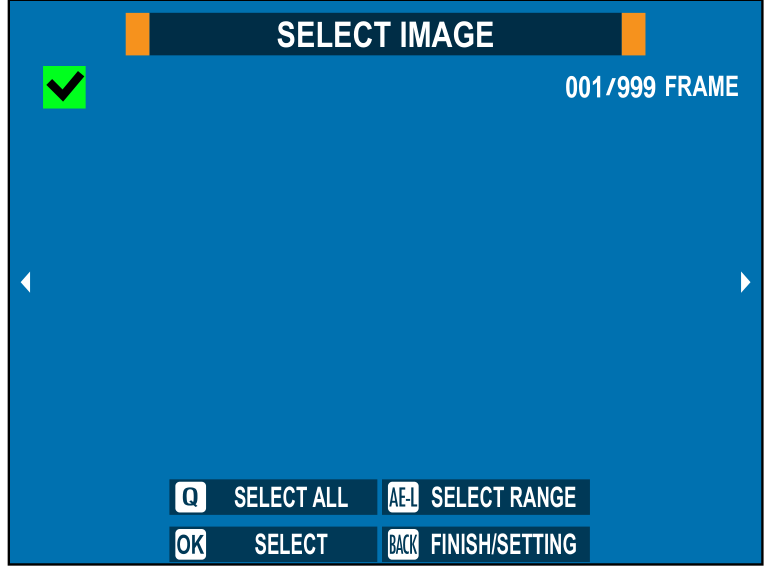 SELECT IMAGE
001/999 FRAME
Q SELECT ALL AE-L SELECT RANGE
OK SELECT BACK FINISH/SETTING